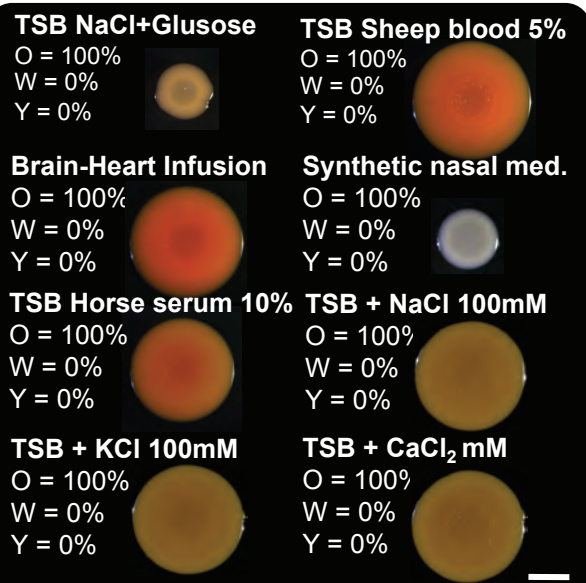 TSB NaCl+Glusose
O = 100%
W = 0%
Y = 0%
TSB Sheep blood 5%
O = 100%
W = 0%
Y = 0%
Brain-Heart Infusion
O = 100%
W = 0%
Y = 0%
Synthetic nasal med.
O = 100%
W = 0%
Y = 0%
TSB Horse serum 10%
O = 100%
W = 0%
Y = 0%
TSB + NaCl 100mM
O = 100%
W = 0%
Y = 0%
TSB + KCl 100mM
O = 100%
W = 0%
Y = 0%
TSB + CaCl₂ mM
O = 100%
W = 0%
Y = 0%